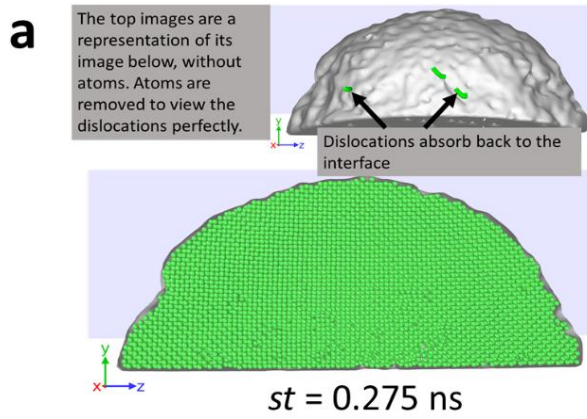 a
The top images are a
representation of its
image below, without
atoms. Atoms are
removed to view the
dislocations perfectly.
y
x z
Dislocations absorb back to the
interface
y
x z
st = 0.275 ns